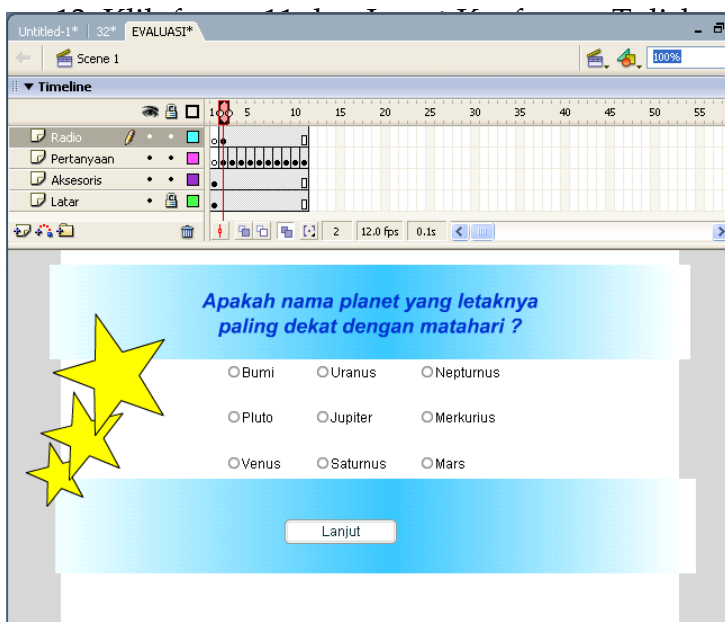 Untitled-1* 32* EVALUASI*
Scene 1 100%
Timeline
1 5 10 15 20 25 30 35 40 45 50 55
Radio
Pertanyaan
Aksesoris
Latar
2 12.0 fps 0.1s
Apakah nama planet yang letaknya
paling dekat dengan matahari ?
Bumi Uranus Nepturnus
Pluto Jupiter Merkurius
Venus Saturnus Mars
Lanjut